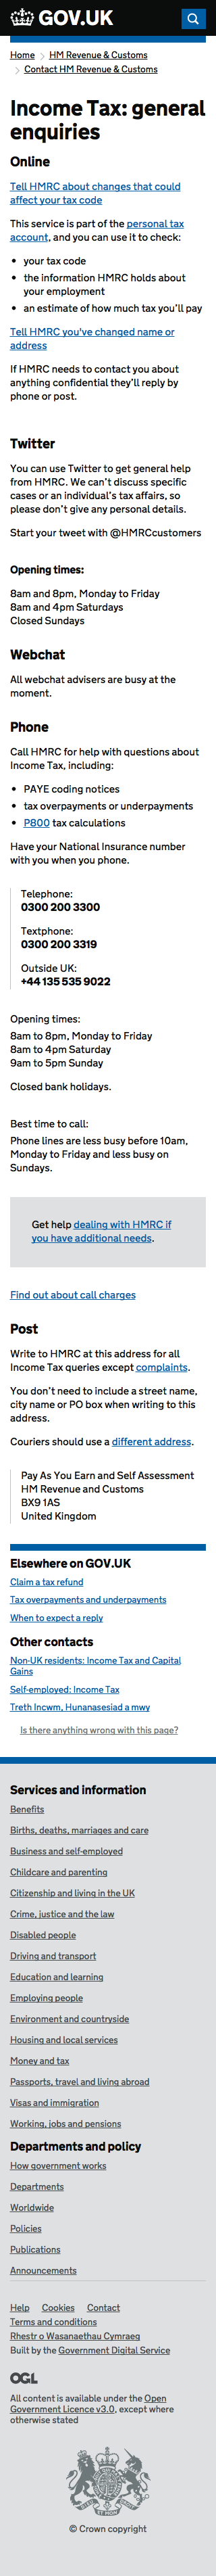 GOV.UK
Home
HM Revenue & Customs
Contact HM Revenue & Customs
Income Tax: general
enquiries
Online
Tell HMRC about changes that could
affect your tax code
This service is part of the personal tax
account, and you can use it to check:
• your tax code
• the information HMRC holds about
your employment
• an estimate of how much tax you'll pay
Tell HMRC you've changed name or
address
If HMRC needs to contact you about
anything confidential they'll reply by
phone or post.
Twitter
You can use Twitter to get general help
from HMRC. We can't discuss specific
cases or an individual's tax affairs, so
please don't give any personal details.
Start your tweet with @HMRCcustomers
Opening times:
8am and 8pm, Monday to Friday
8am and 4pm Saturdays
Closed Sundays
Webchat
All webchat advisers are busy at the
moment.
Phone
Call HMRC for help with questions about
Income Tax, including:
• PAYE coding notices
• tax overpayments or underpayments
• P800 tax calculations
Have your National Insurance number
with you when you phone.
Telephone:
0300 200 3300
Textphone:
0300 200 3319
Outside UK:
+44 135 535 9022
Opening times:
8am to 8pm, Monday to Friday
8am to 4pm Saturday
9am to 5pm Sunday
Closed bank holidays.
Best time to call:
Phone lines are less busy before 10am,
Monday to Friday and less busy on
Sundays.
Get help dealing with HMRC if
you have additional needs.
Find out about call charges
Post
Write to HMRC at this address for all
Income Tax queries except complaints.
You don't need to include a street name,
city name or PO box when writing to this
address.
Couriers should use a different address.
Pay As You Earn and Self Assessment
HM Revenue and Customs
BX9 1AS
United Kingdom
Elsewhere on GOV.UK
Claim a tax refund
Tax overpayments and underpayments
When to expect a reply
Other contacts
Non-UK residents: Income Tax and Capital
Gains
Self-employed: Income Tax
Treth Incwm, Hunanasesiad a mwy
Is there anything wrong with this page?
Services and information
Benefits
Births, deaths, marriages and care
Business and self-employed
Childcare and parenting
Citizenship and living in the UK
Crime, justice and the law
Disabled people
Driving and transport
Education and learning
Employing people
Environment and countryside
Housing and local services
Money and tax
Passports, travel and living abroad
Visas and immigration
Working, jobs and pensions
Departments and policy
How government works
Departments
Worldwide
Policies
Publications
Announcements
Help Cookies Contact
Terms and conditions
Rhestr o Wasanaethau Cymraeg
Built by the Government Digital Service
OGL
All content is available under the Open
Government Licence v3.0, except where
otherwise stated
© Crown copyright